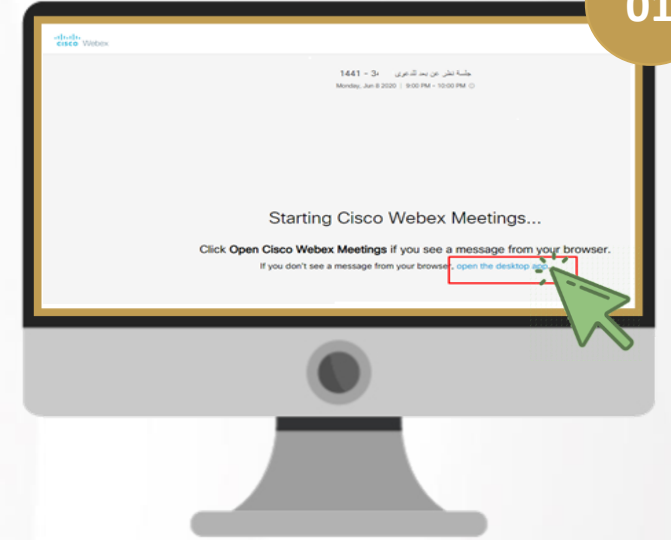 01
CISCO Webex
جلسة نظر عن بعد للدعوى 3 - 1441
Monday, Jun 8 2020 | 9:00 PM - 10:00 PM
Starting Cisco Webex Meetings...
Click Open Cisco Webex Meetings if you see a message from your browser.
If you don't see a message from your browser, open the desktop app.